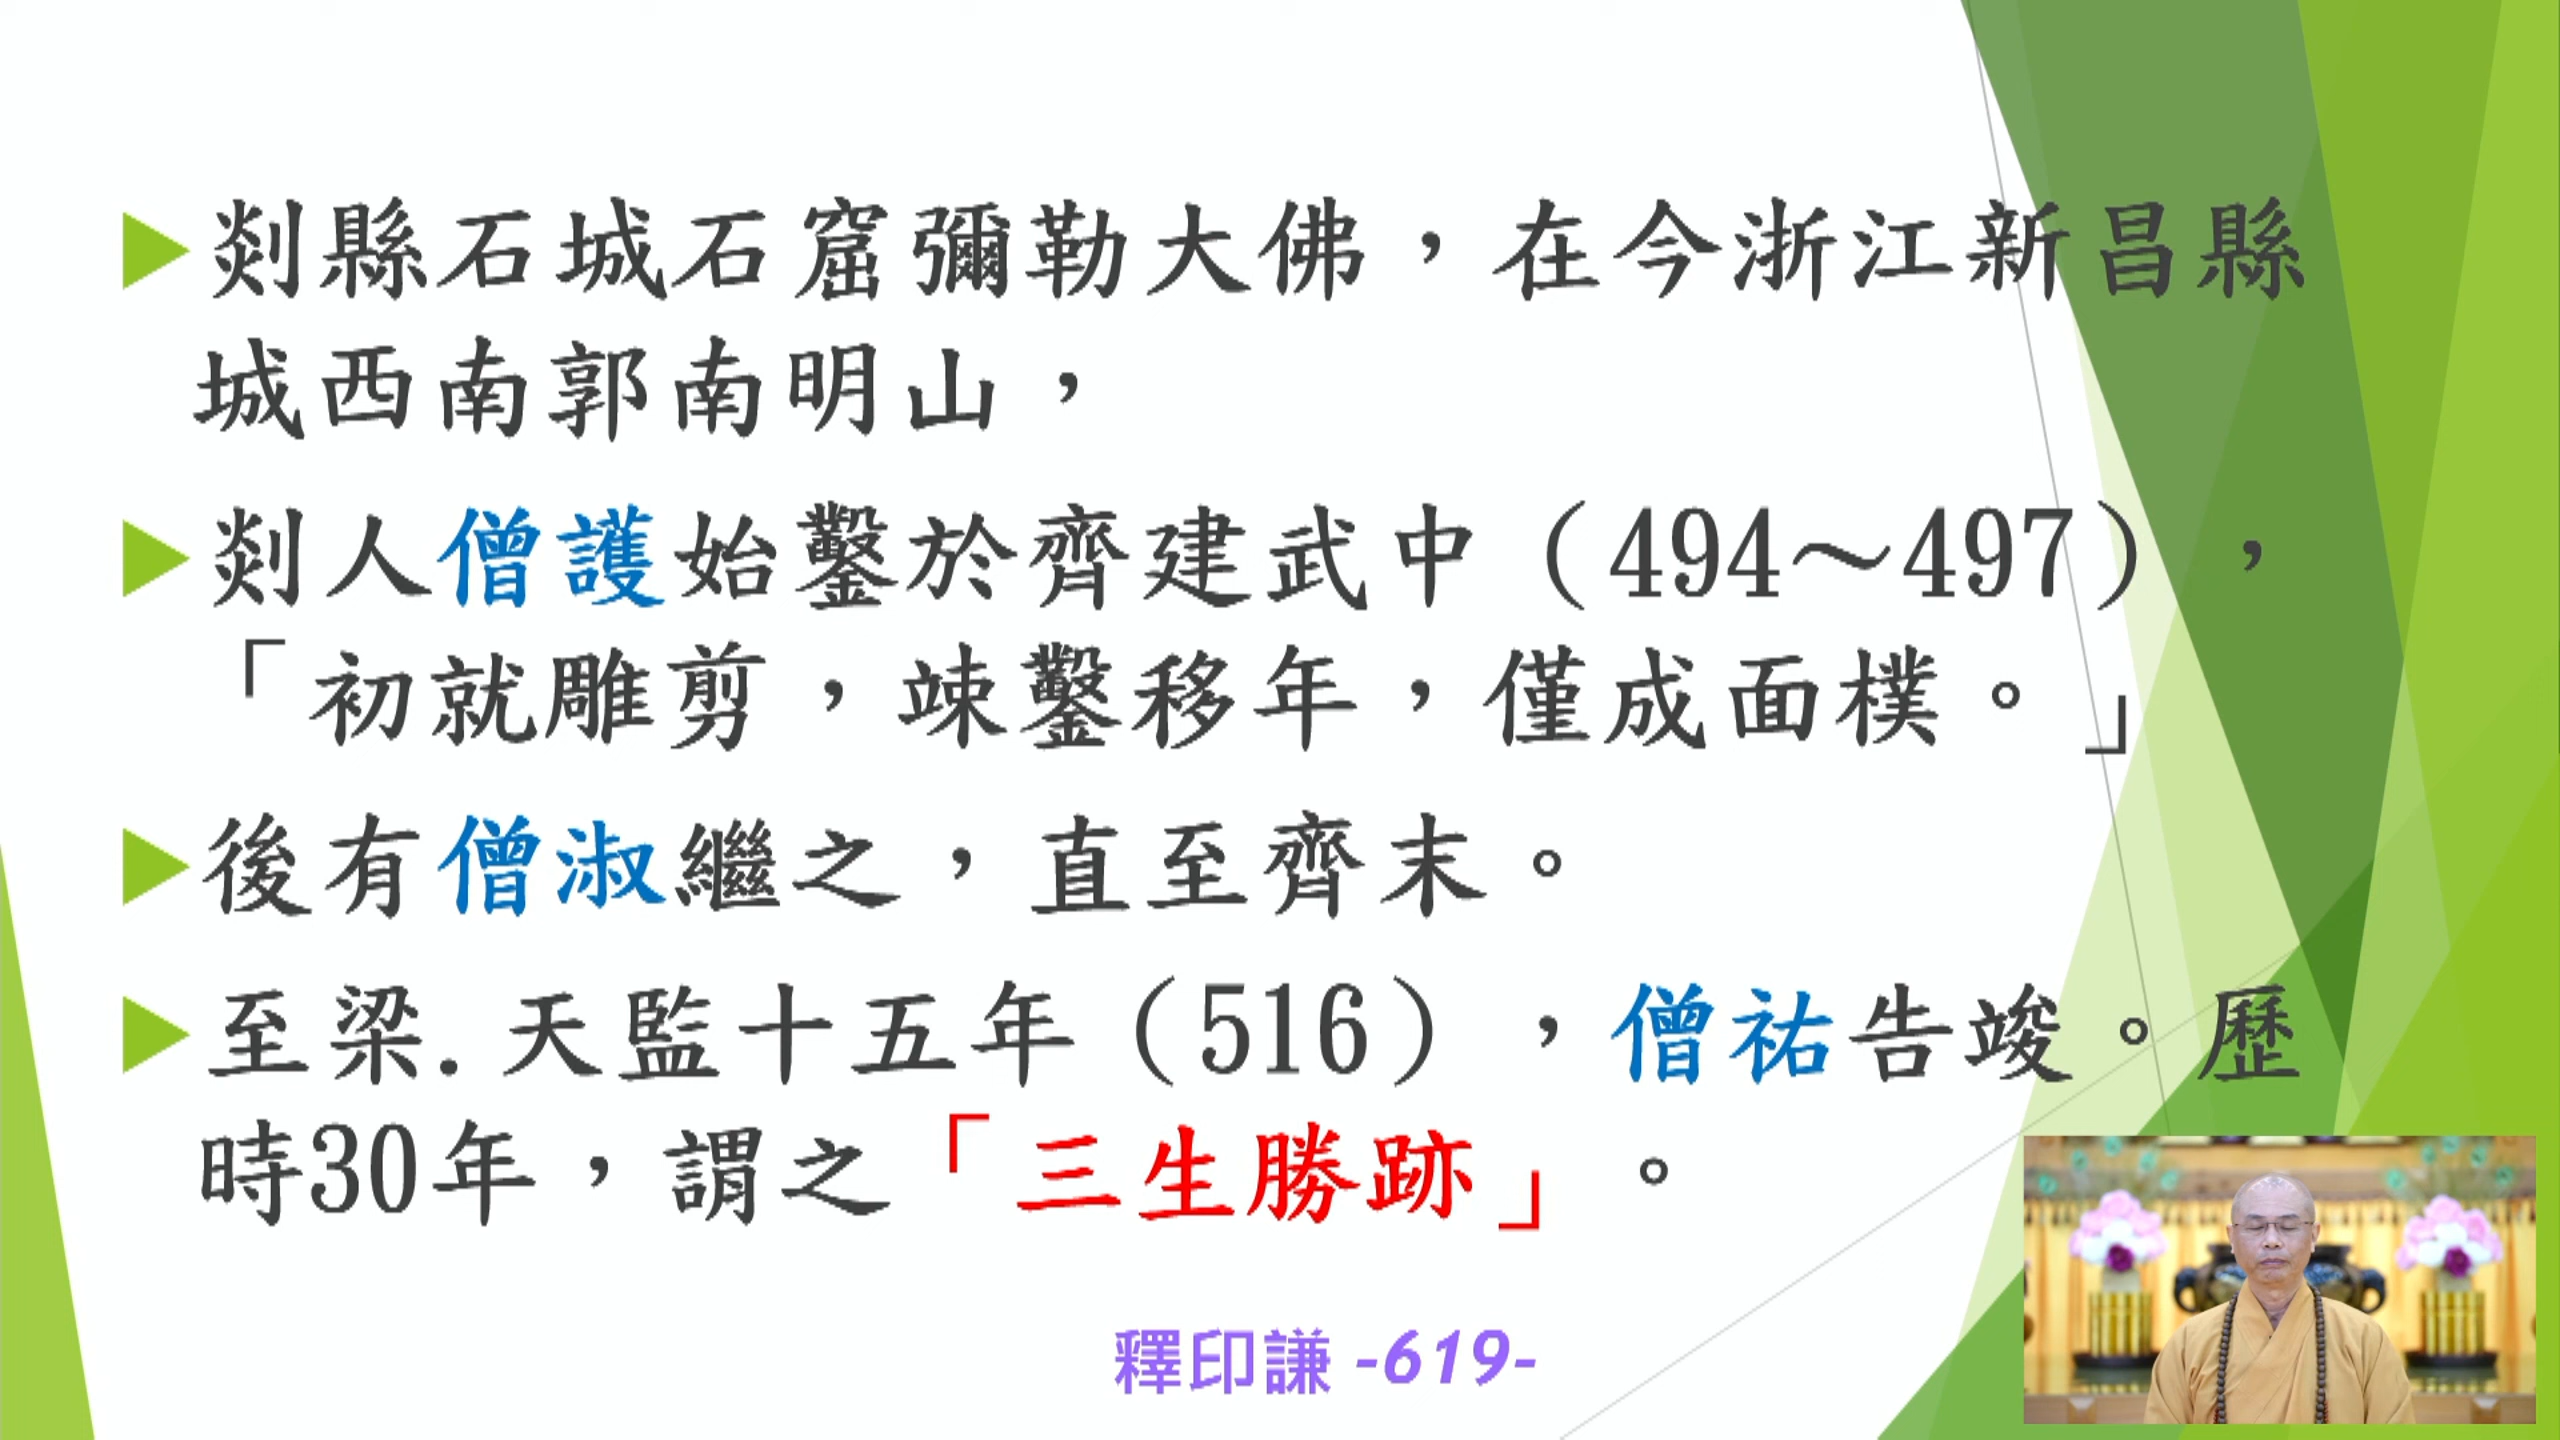 剡縣石城石窟彌勒大佛，在今浙江新昌縣
城西南郭南明山，
剡人僧護始鑿於齊建武中（494～497），
「初就雕剪，竦鑿移年，僅成面樸。」
後有僧淑繼之，直至齊末。
至梁.天監十五年（516），僧祐告竣。歷
時30年，謂之「三生勝跡」。
釋印謙 -619-